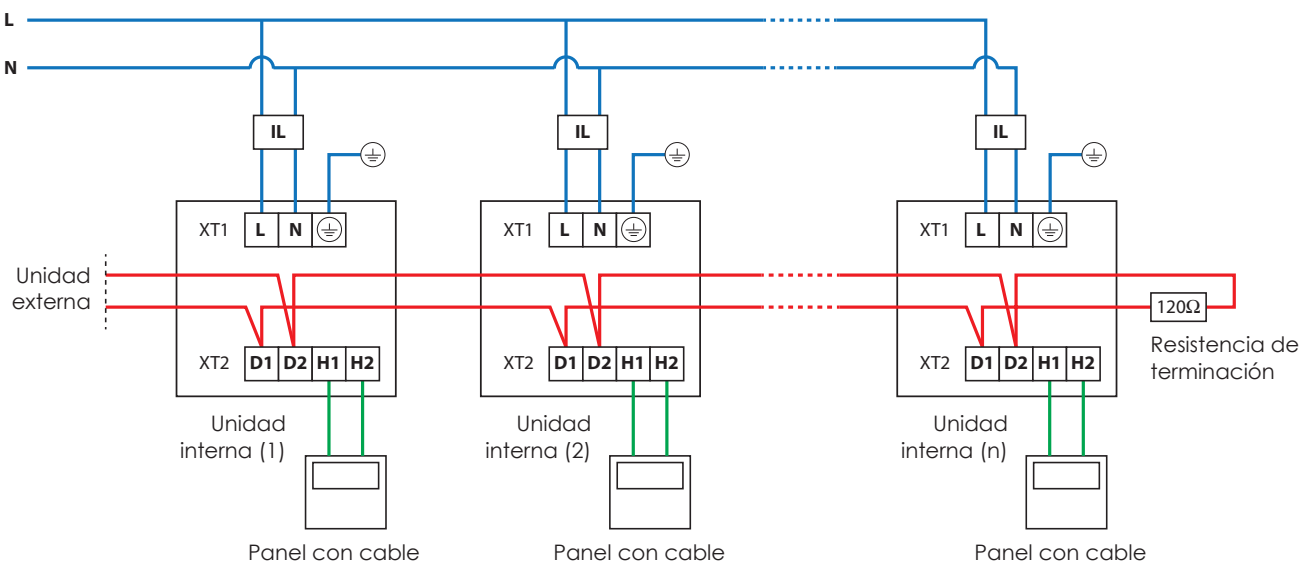 L
N
IL
IL
IL
XT1 L N
XT1 L N
XT1 L N
Unidad
externa
120Ω
Resistencia de
terminación
XT2 D1 D2 H1 H2
XT2 D1 D2 H1 H2
XT2 D1 D2 H1 H2
Unidad
interna (1)
Unidad
interna (2)
Unidad
interna (n)
Panel con cable
Panel con cable
Panel con cable